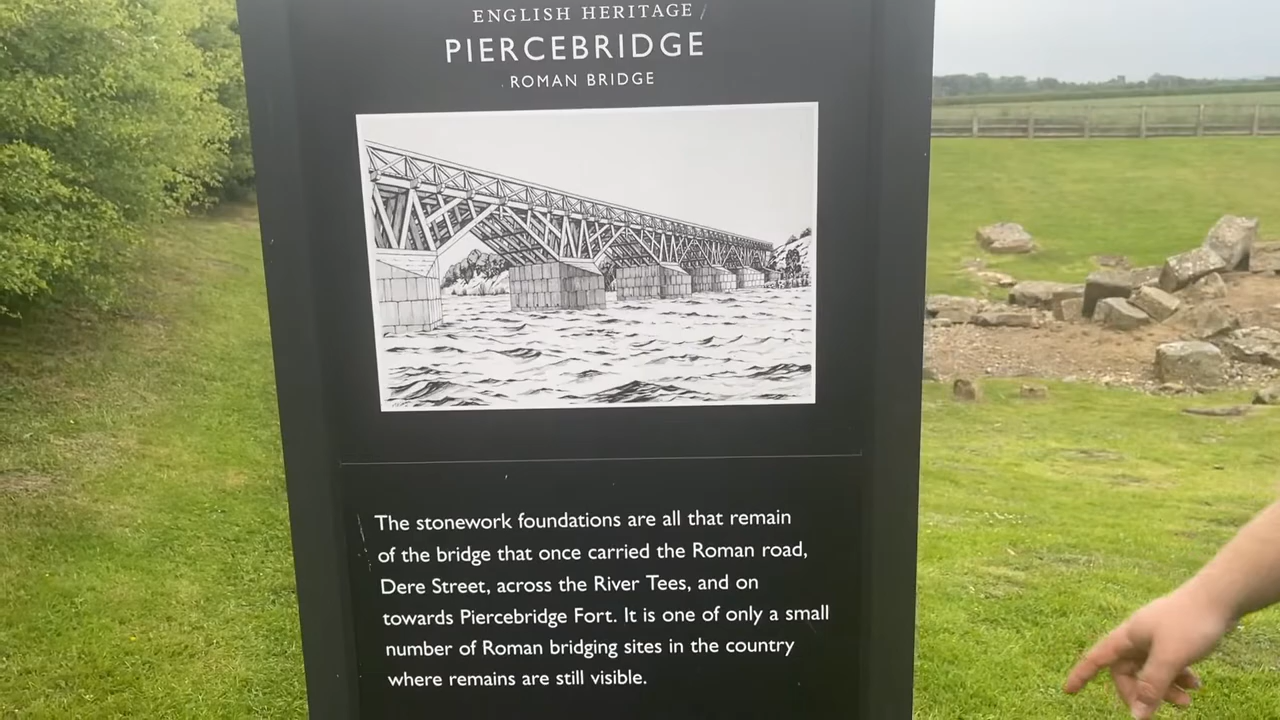 ENGLISH HERITAGE
PIERCEBRIDGE
ROMAN BRIDGE
The stonework foundations are all that remain
of the bridge that once carried the Roman road,
Dere Street, across the River Tees, and on
towards Piercebridge Fort. It is one of only a small
number of Roman bridging sites in the country
where remains are still visible.